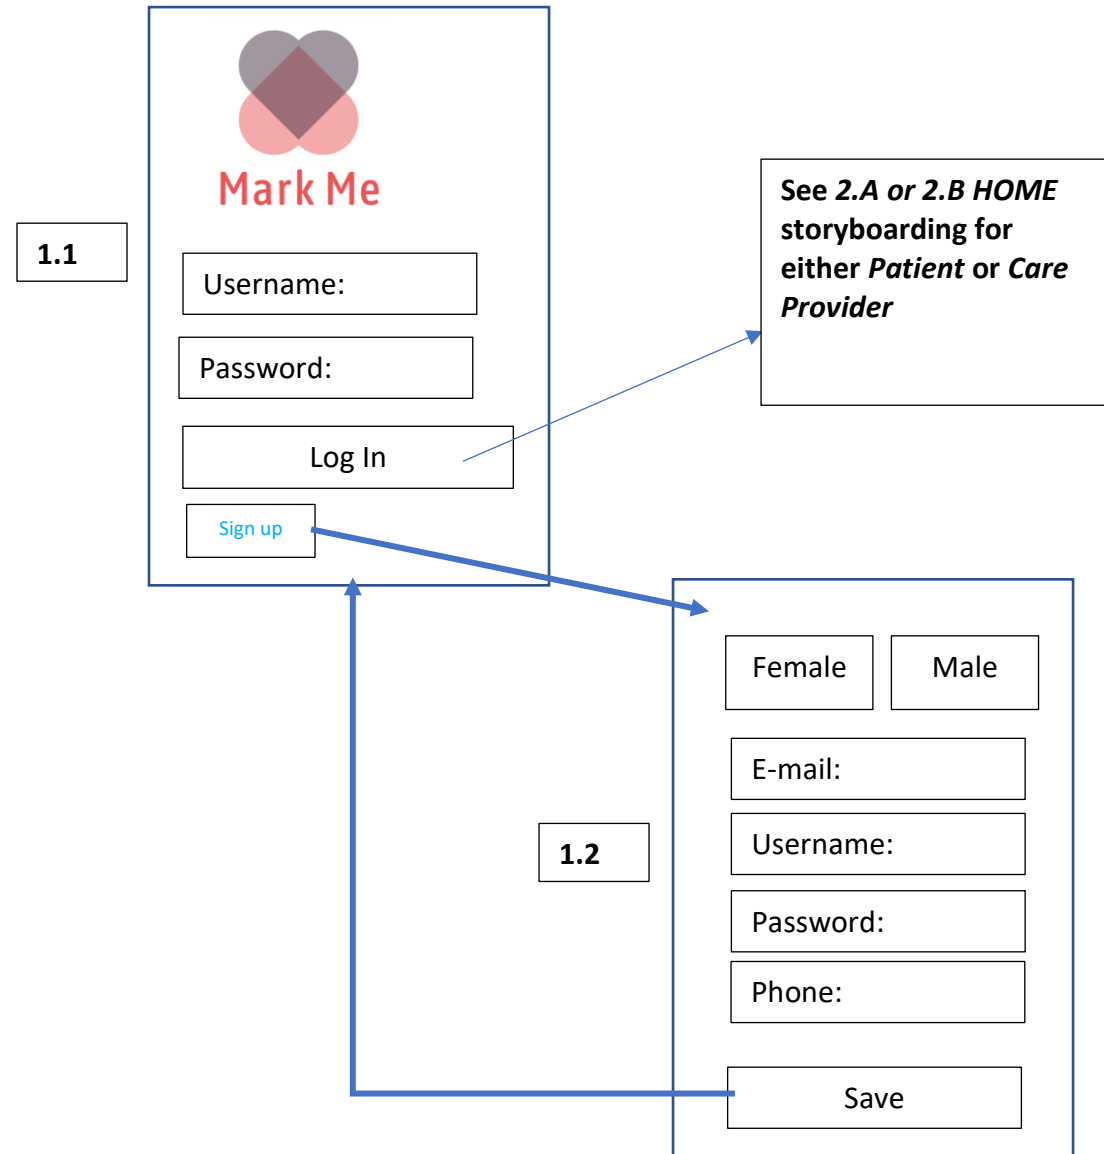 Mark Me
1.1
Username:
Password:
Log In
Sign up
See 2.A or 2.B HOME
storyboarding for
either Patient or Care
Provider
Female
Male
E-mail:
1.2
Username:
Password:
Phone:
Save